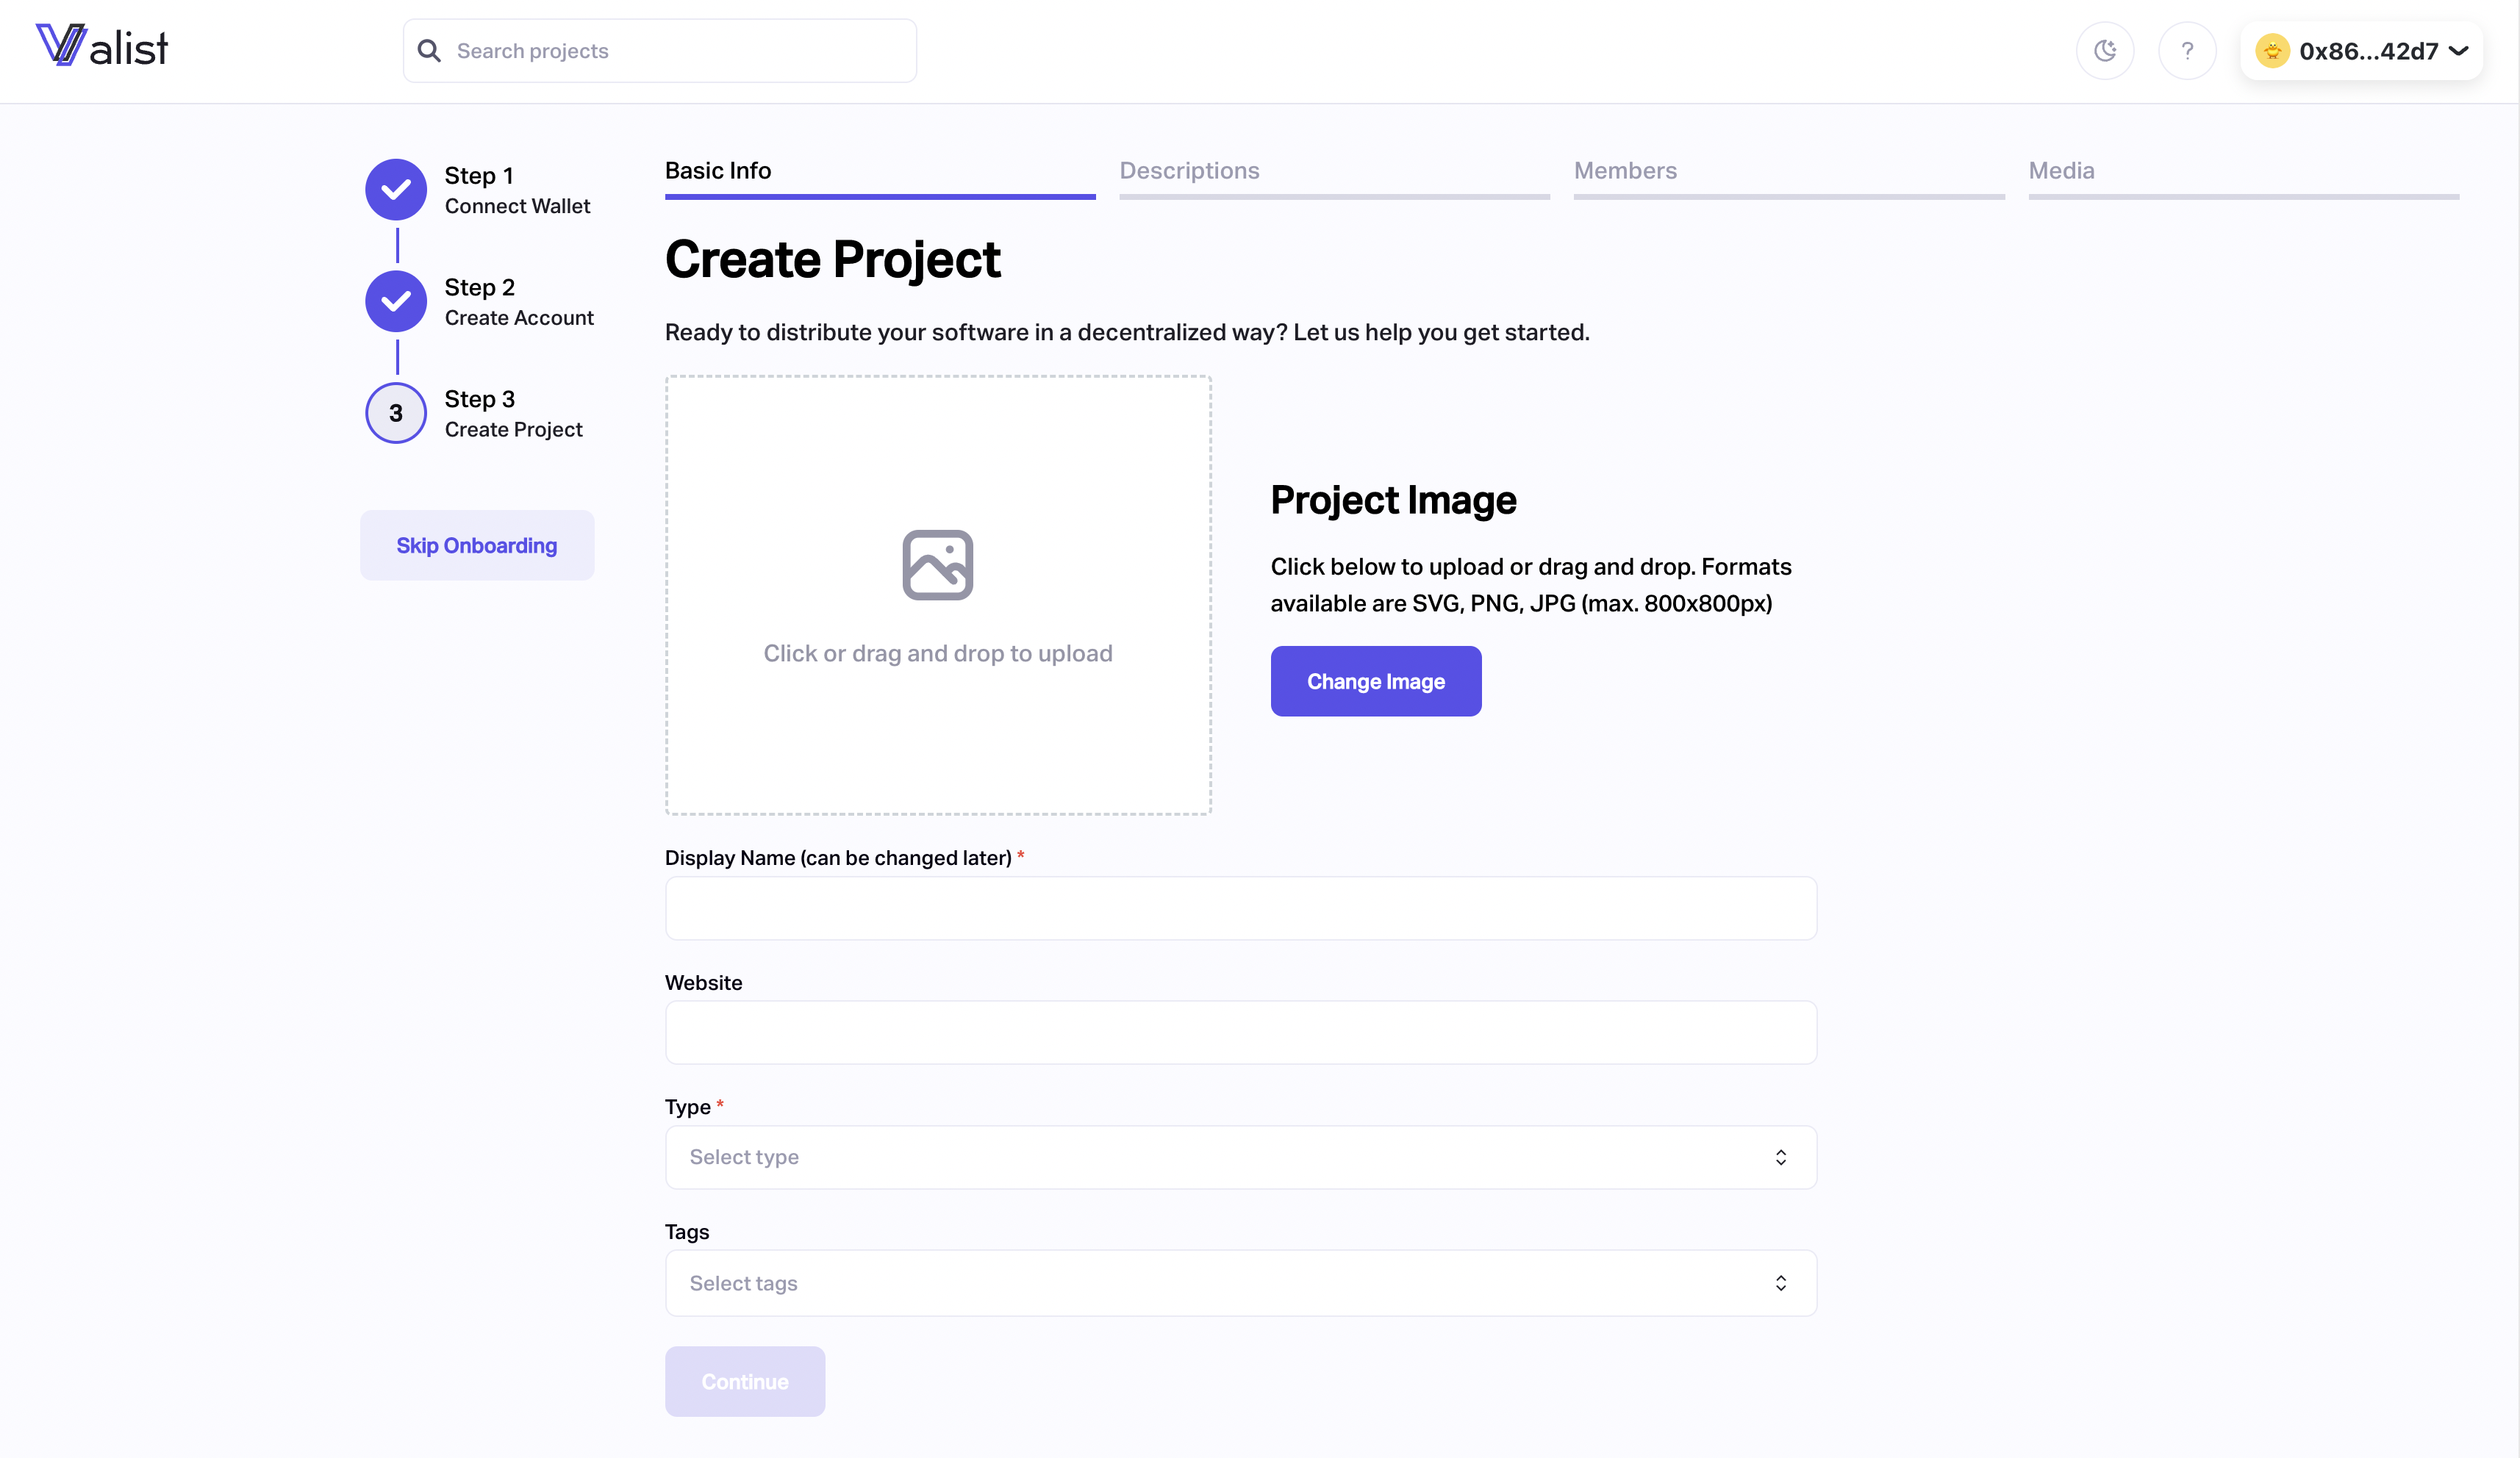 Valist
Search projects
?
0x86...42d7
Step 1
Connect Wallet
Step 2
Create Account
3
Step 3
Create Project
Skip Onboarding
Basic Info
Descriptions
Members
Media
Create Project
Ready to distribute your software in a decentralized way? Let us help you get started.
Click or drag and drop to upload
Project Image
Click below to upload or drag and drop. Formats
available are SVG, PNG, JPG (max. 800x800px)
Change Image
Display Name (can be changed later) *
Website
Type *
Select type
Tags
Select tags
Continue